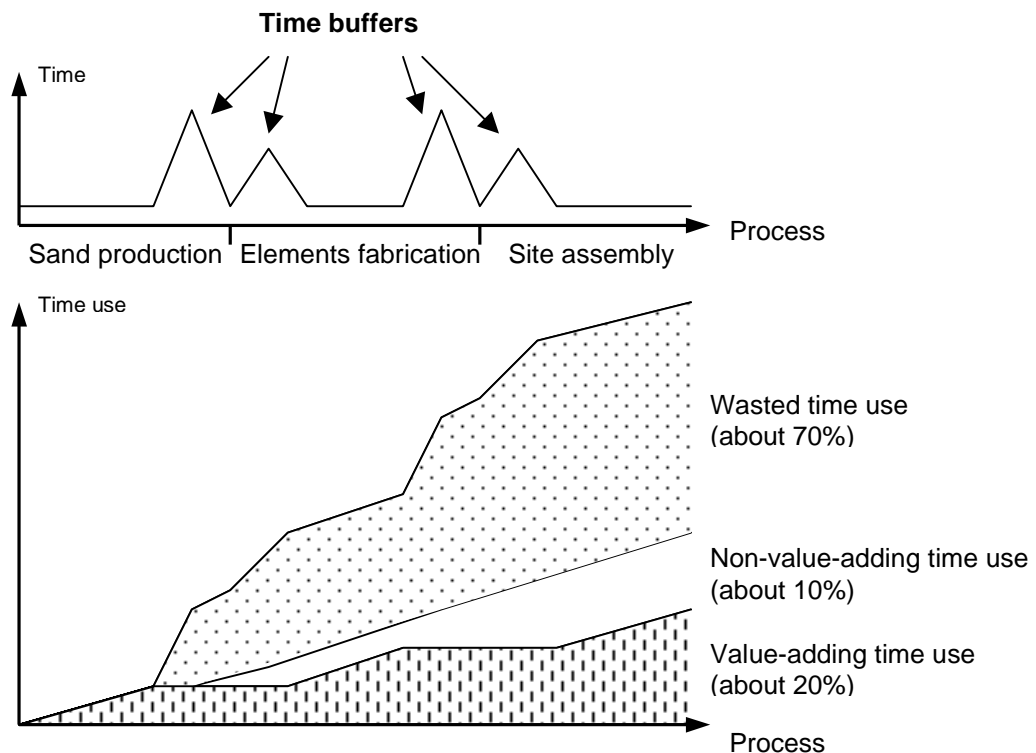 Time buffers
Time
Process
Sand production Elements fabrication Site assembly
Time use
Wasted time use
(about 70%)
Non-value-adding time use
(about 10%)
Value-adding time use
(about 20%)
Process